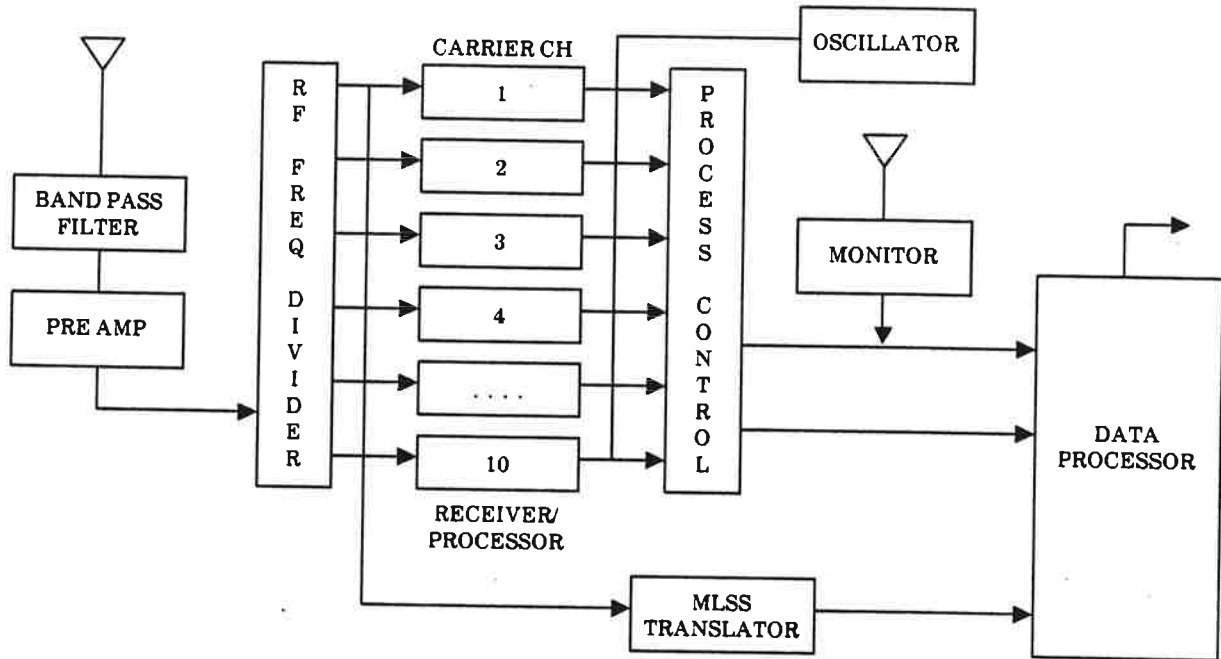 CARRIER CH
OSCILLATOR
BAND PASS
FILTER
PRE AMP
RF FREQ DIVIDER
1
2
3
4
. . . .
10
RECEIVER/
PROCESSOR
PROCESS CONTROL
MONITOR
DATA
PROCESSOR
MLSS
TRANSLATOR